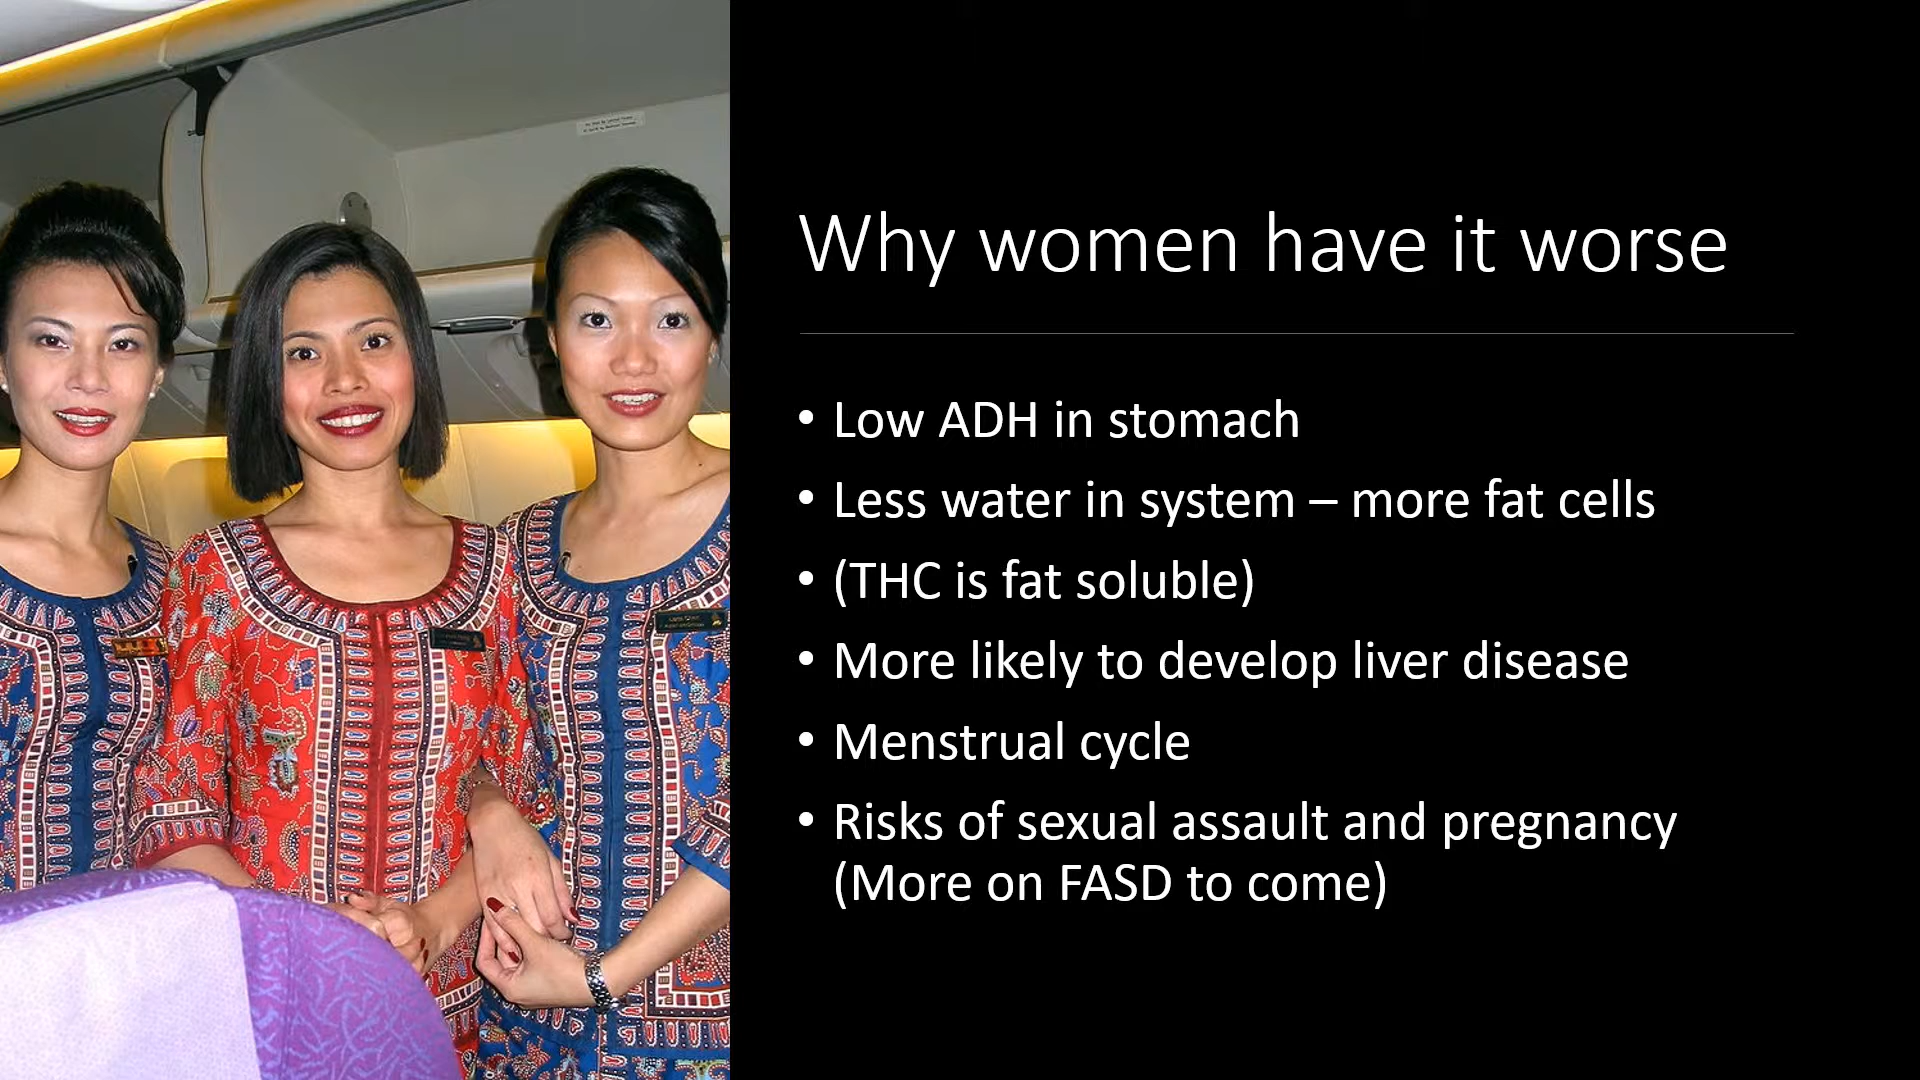 Why women have it worse
• Low ADH in stomach
• Less water in system – more fat cells
• (THC is fat soluble)
• More likely to develop liver disease
• Menstrual cycle
• Risks of sexual assault and pregnancy
(More on FASD to come)